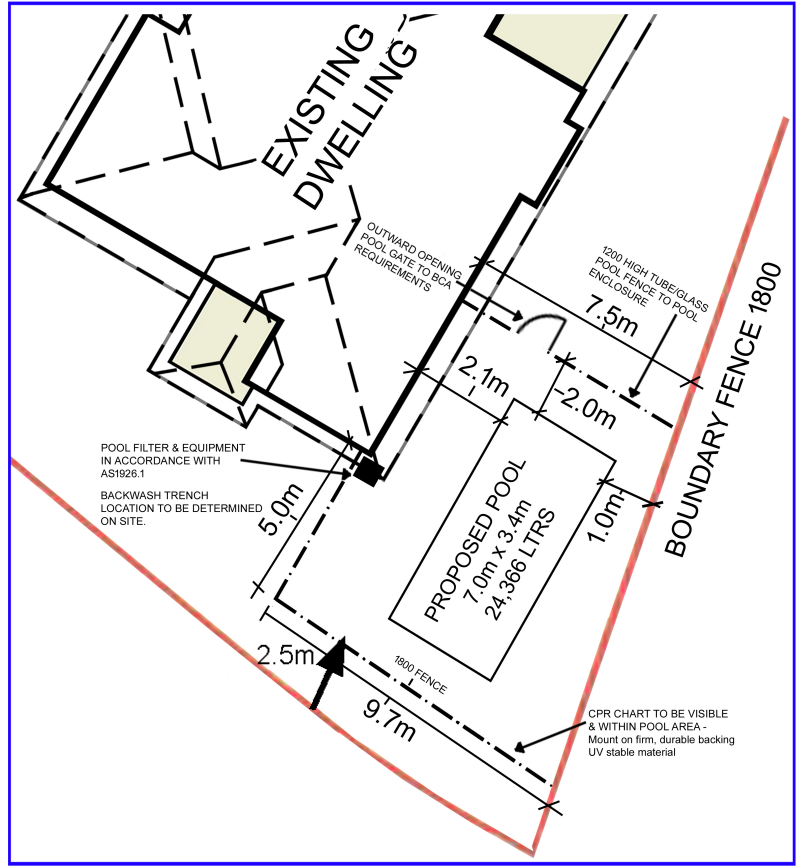 EXISTING
DWELLING
OUTWARD OPENING
POOL GATE TO BCA
REQUIREMENTS
1200 HIGH TUBE/GLASS
POOL FENCE TO POOL
ENCLOSURE
7.5m
BOUNDARY FENCE 1800
2.1m
2.0m
POOL FILTER & EQUIPMENT
IN ACCORDANCE WITH
AS1926.1
BACKWASH TRENCH
LOCATION TO BE DETERMINED
ON SITE.
5.0m
PROPOSED POOL
7.0m x 3.4m
24,366 LTRS
1.0m
2.5m
1800 FENCE
9.7m
CPR CHART TO BE VISIBLE
& WITHIN POOL AREA -
Mount on firm, durable backing
UV stable material